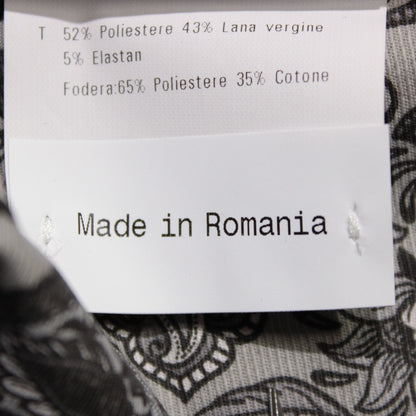 T 52% Poliestere 43% Lana vergine
5% Elastan
Fodera:65% Poliestere 35% Cotone
Made in Romania